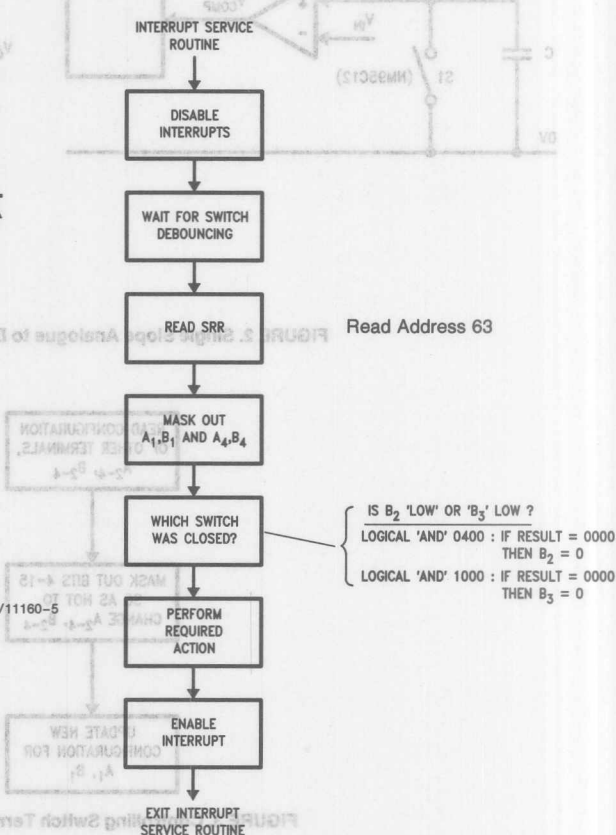 INTERRUPT SERVICE
ROUTINE
DISABLE
INTERRUPTS
WAIT FOR SWITCH
DEBOUNCING
READ SRR
Read Address 63
MASK OUT
A1,B1 AND A4,B4
WHICH SWITCH
WAS CLOSED?
IS B2 'LOW' OR 'B3' LOW ?
LOGICAL 'AND' 0400 : IF RESULT = 0000
THEN B2 = 0
LOGICAL 'AND' 1000 : IF RESULT = 0000
THEN B3 = 0
/11160-5
PERFORM
REQUIRED
ACTION
ENABLE
INTERRUPT
EXIT INTERRUPT
SERVICE ROUTINE